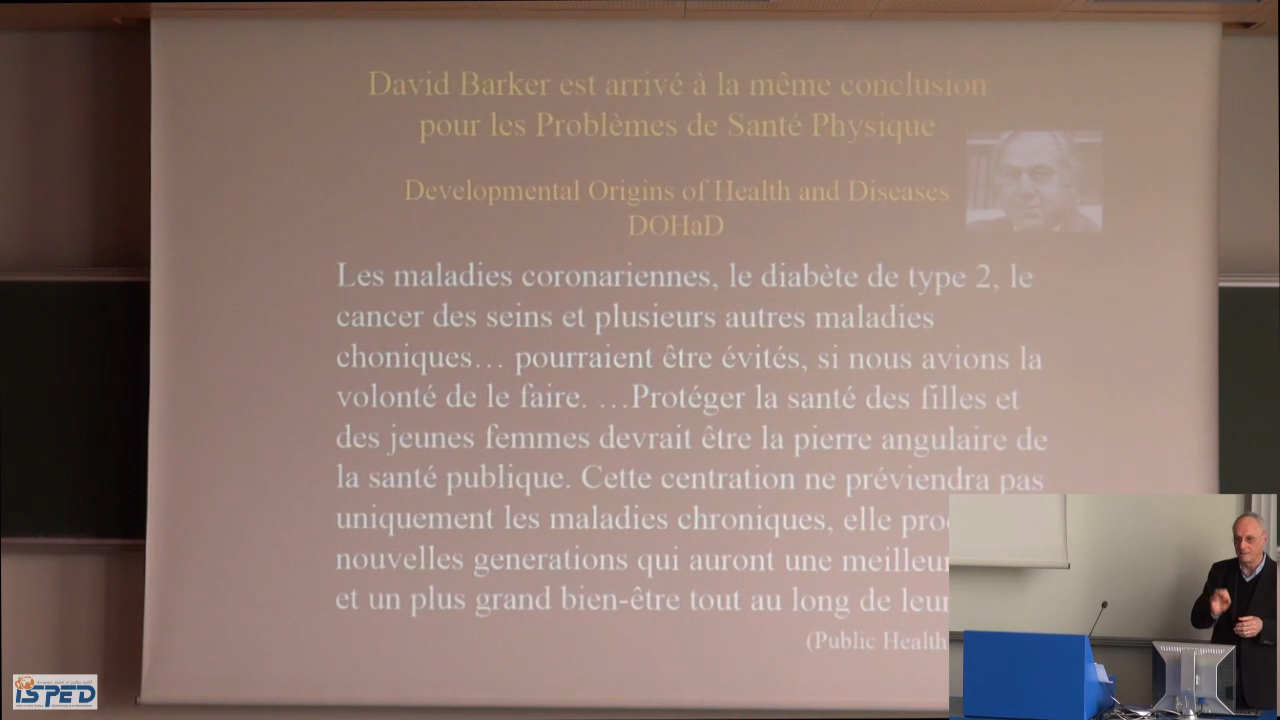 David Barker est arrivé à la même conclusion
pour les Problèmes de Santé Physique
Developmental Origins of Health and Diseases
DOHaD
Les maladies coronariennes, le diabète de type 2, le
cancer des seins et plusieurs autres maladies
choniques… pourraient être évités, si nous avions la
volonté de le faire. …Protéger la santé des filles et
des jeunes femmes devrait être la pierre angulaire de
la santé publique. Cette centration ne préviendra pas
uniquement les maladies chroniques, elle
nouvelles generations qui auront une
et un plus grand bien-être tout au long de
(Public Health
ISPED